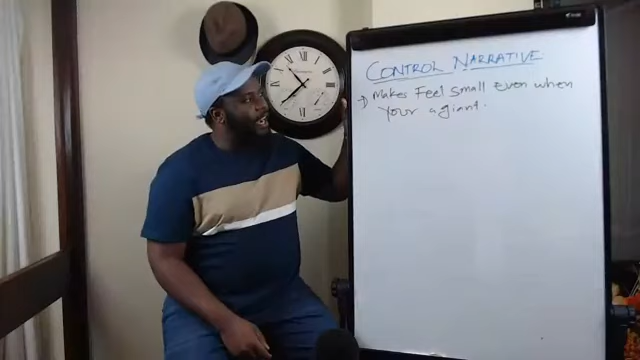 CONTROL NARRATIVE
→ Makes Feel small Even when
your a giant.